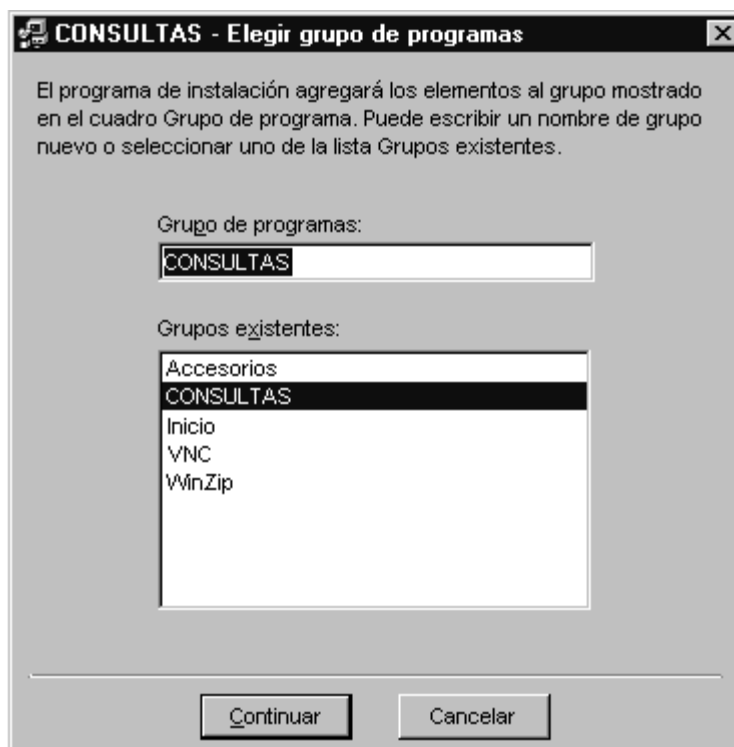 CONSULTAS - Elegir grupo de programas
El programa de instalación agregará los elementos al grupo mostrado
en el cuadro Grupo de programa. Puede escribir un nombre de grupo
nuevo o seleccionar uno de la lista Grupos existentes.
Grupo de programas:
CONSULTAS
Grupos existentes:
Accesorios
CONSULTAS
Inicio
VNC
WinZip
Continuar
Cancelar